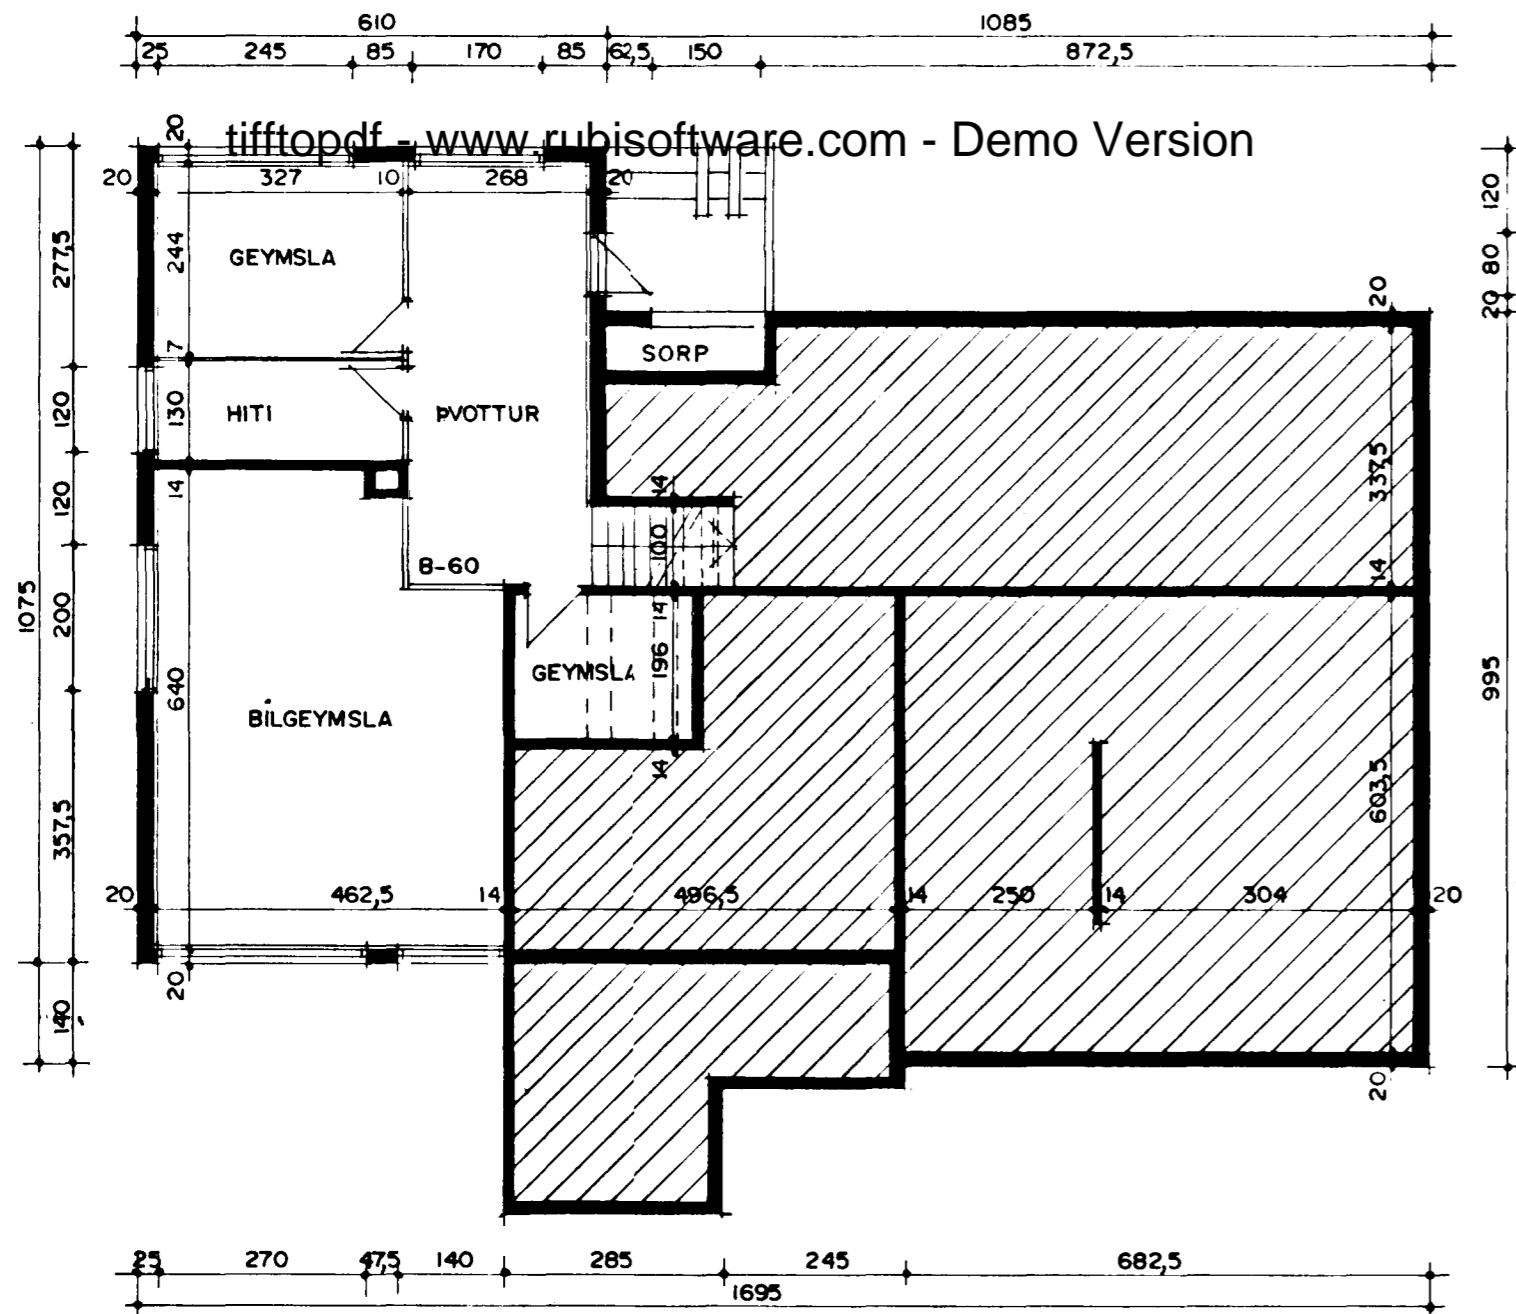 610 1085
25 245 85 170 85 62,5 150 872,5
tifftopdf - www.rubisoftware.com - Demo Version
20
20 327 10 268 20
120
277,5
244
GEYMSLA
80
20
20
7
SORP
120
130
HITI
ÞVOTTUR
337,5
14
120
14
100
B-60
14
1075
200
14
196
GEYMSLA
640
BÍLGEYMSLA
995
14
357,5
603,5
20 462,5 14 496,5 14 250 14 304 20
20
140
20
25 270 47,5 140 285 245 682,5
1695